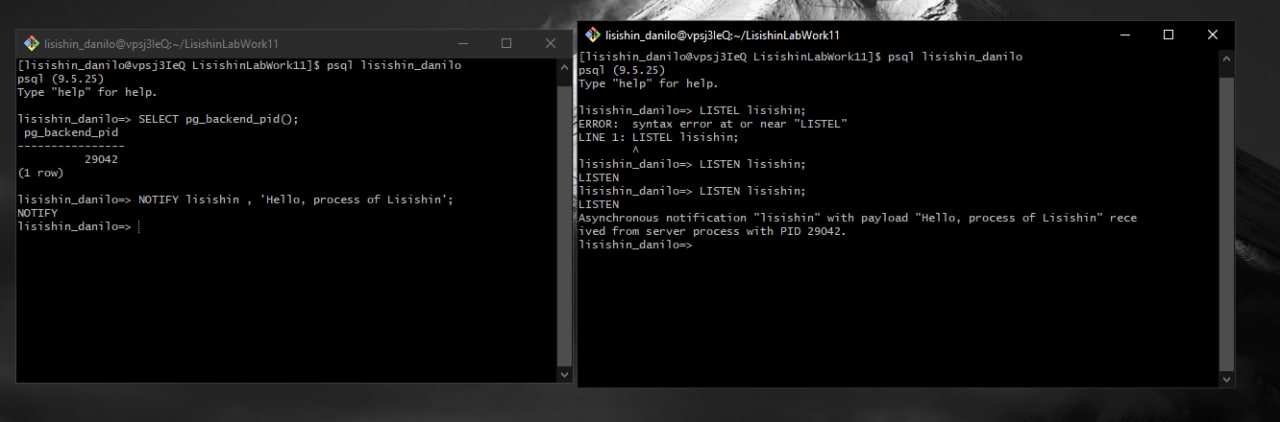 lisishin_danilo@vpsj3IeQ:~/LisishinLabWork11
[lisishin_danilo@vpsj3IeQ LisishinLabWork11]$ psql lisishin_danilo
psql (9.5.25)
Type "help" for help.
lisishin_danilo=> SELECT pg_backend_pid();
pg_backend_pid
----------------
29042
(1 row)
lisishin_danilo=> NOTIFY lisishin , 'Hello, process of Lisishin';
NOTIFY
lisishin_danilo=>
lisishin_danilo@vpsj3IeQ:~/LisishinLabWork11
[lisishin_danilo@vpsj3IeQ LisishinLabWork11]$ psql lisishin_danilo
psql (9.5.25)
Type "help" for help.
lisishin_danilo=> LISTEL lisishin;
ERROR:  syntax error at or near "LISTEL"
LINE 1: LISTEL lisishin;
^
lisishin_danilo=> LISTEN lisishin;
LISTEN
lisishin_danilo=> LISTEN lisishin;
LISTEN
Asynchronous notification "lisishin" with payload "Hello, process of Lisishin" rece
ived from server process with PID 29042.
lisishin_danilo=>